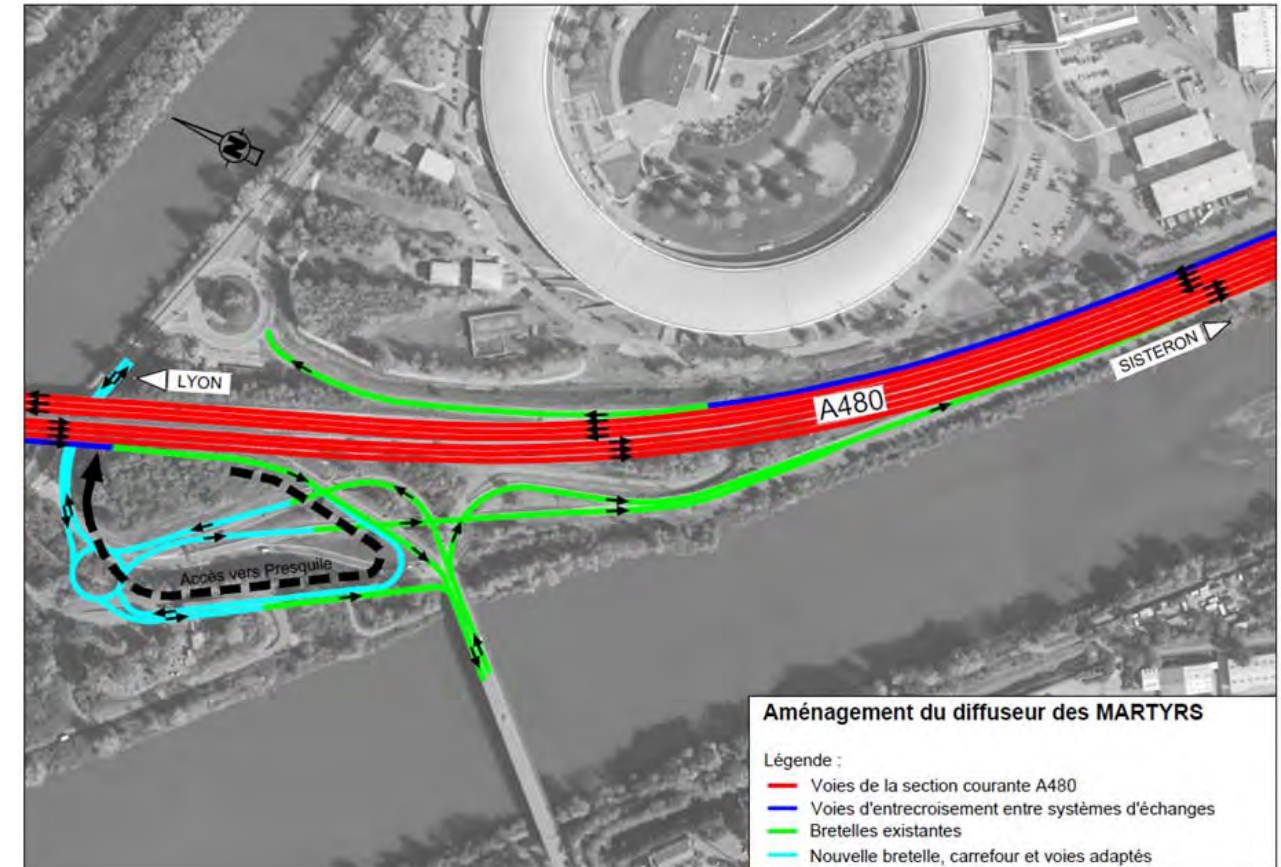 N
LYON
A480
SISTERON
Accès vers Presquile
Aménagement du diffuseur des MARTYRS
Légende :
Voies de la section courante A480
Voies d'entrecroisement entre systèmes d'échanges
Bretelles existantes
Nouvelle bretelle, carrefour et voies adaptés